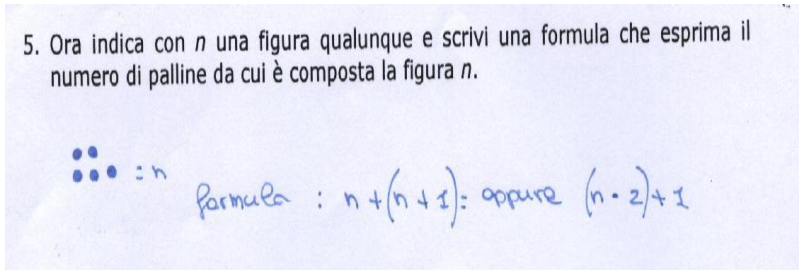 5. Ora indica con n una figura qualunque e scrivi una formula che esprima il
numero di palline da cui è composta la figura n.
= n
formula : n+(n+1)= oppure (n·2)+1